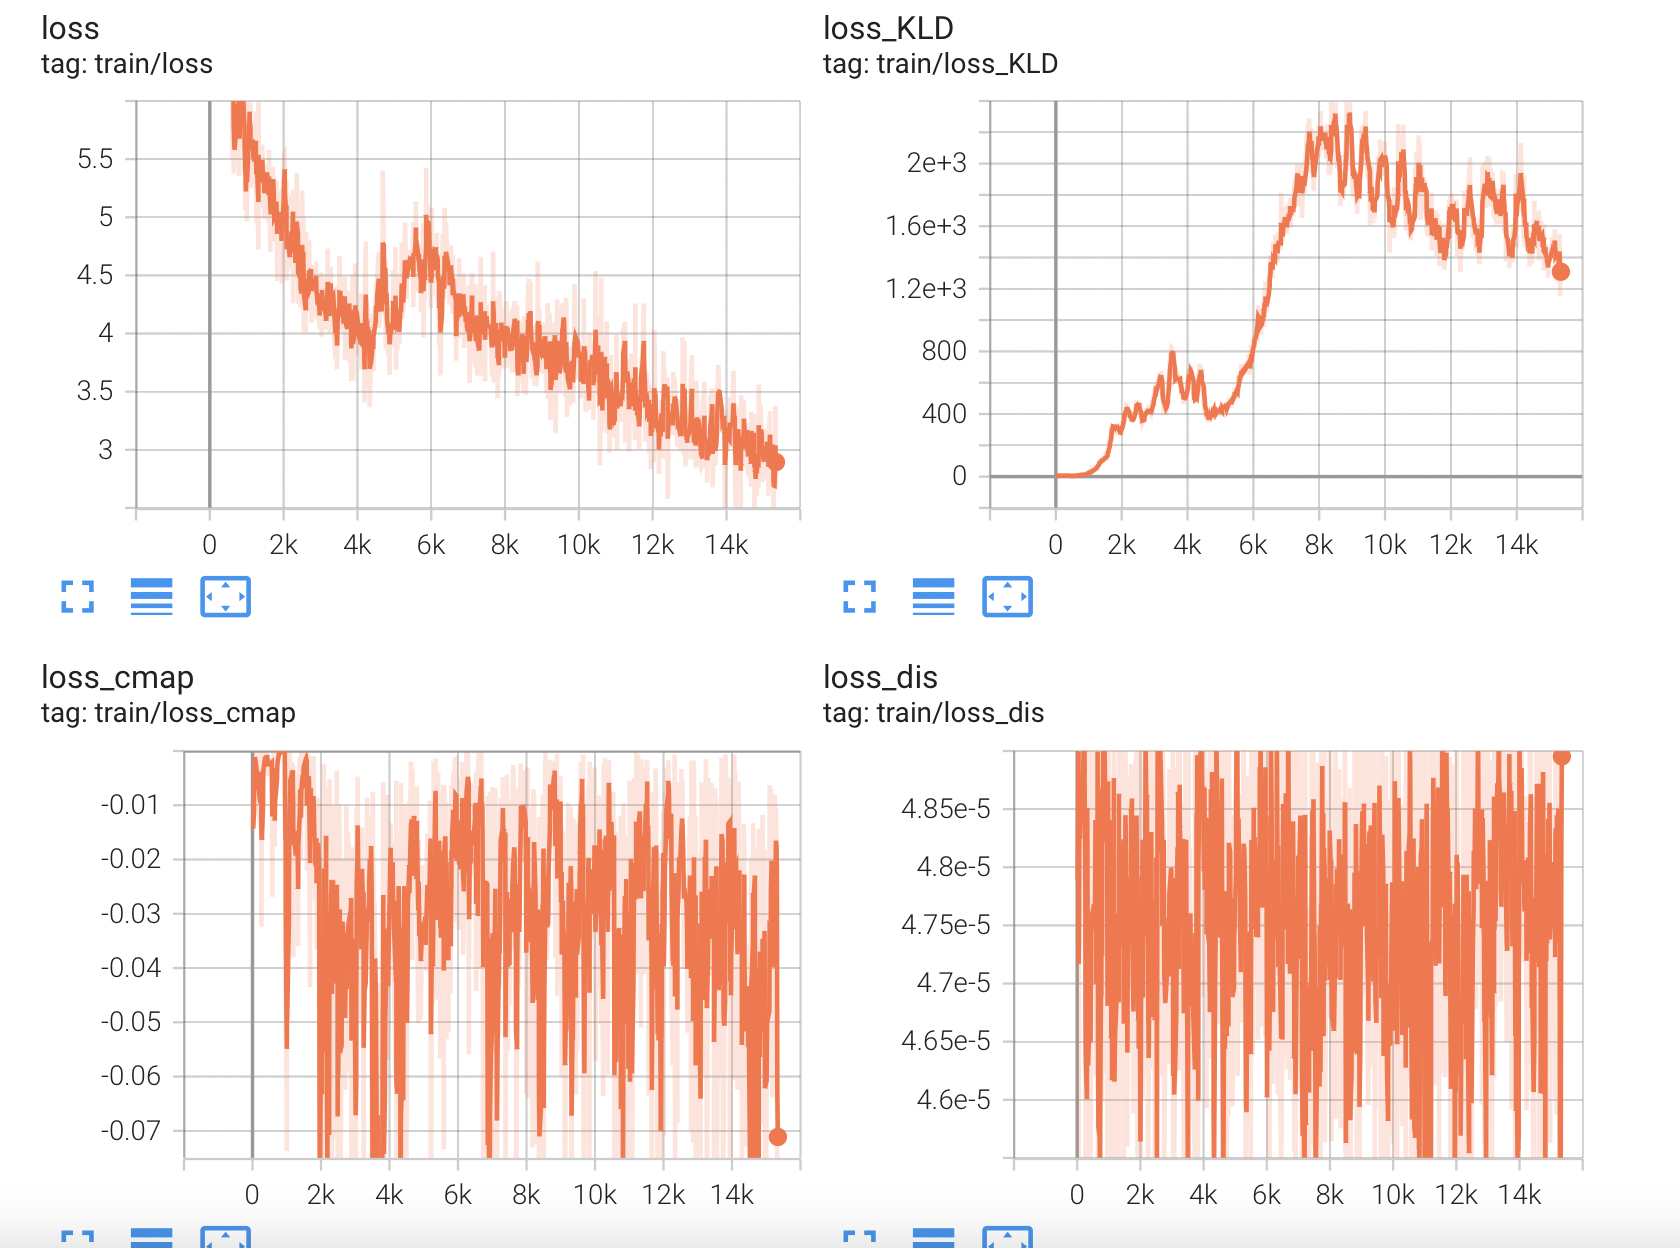 loss
tag: train/loss
5.5
5
4.5
4
3.5
3
0 2k 4k 6k 8k 10k 12k 14k
loss_KLD
tag: train/loss_KLD
2e+3
1.6e+3
1.2e+3
800
400
0
0 2k 4k 6k 8k 10k 12k 14k
loss_cmap
tag: train/loss_cmap
-0.01
-0.02
-0.03
-0.04
-0.05
-0.06
-0.07
0 2k 4k 6k 8k 10k 12k 14k
loss_dis
tag: train/loss_dis
4.85e-5
4.8e-5
4.75e-5
4.7e-5
4.65e-5
4.6e-5
0 2k 4k 6k 8k 10k 12k 14k